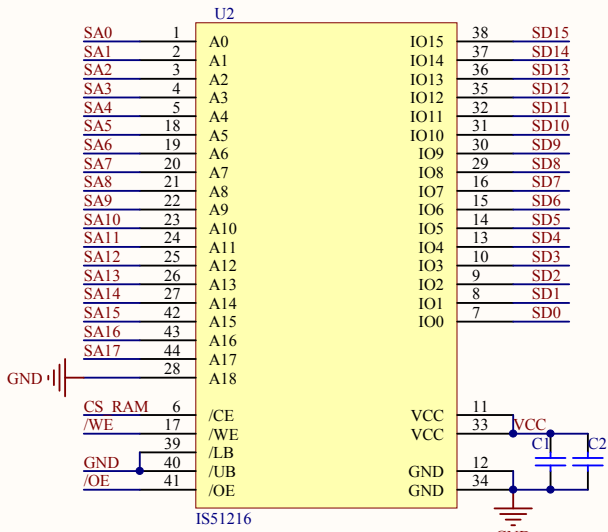 U2
SA0 1 A0 IO15 38 SD15
SA1 2 A1 IO14 37 SD14
SA2 3 A2 IO13 36 SD13
SA3 4 A3 IO12 35 SD12
SA4 5 A4 IO11 32 SD11
SA5 18 A5 IO10 31 SD10
SA6 19 A6 IO9 30 SD9
SA7 20 A7 IO8 29 SD8
SA8 21 A8 IO7 16 SD7
SA9 22 A9 IO6 15 SD6
SA10 23 A10 IO5 14 SD5
SA11 24 A11 IO4 13 SD4
SA12 25 A12 IO3 10 SD3
SA13 26 A13 IO2 9 SD2
SA14 27 A14 IO1 8 SD1
SA15 42 A15 IO0 7 SD0
SA16 43 A16
SA17 44 A17
GND 28 A18
CS_RAM 6 /CE VCC 11
/WE 17 /WE VCC 33 VCC
39 /LB C1 C2
GND 40 /UB GND 12
/OE 41 /OE GND 34
IS51216
GND